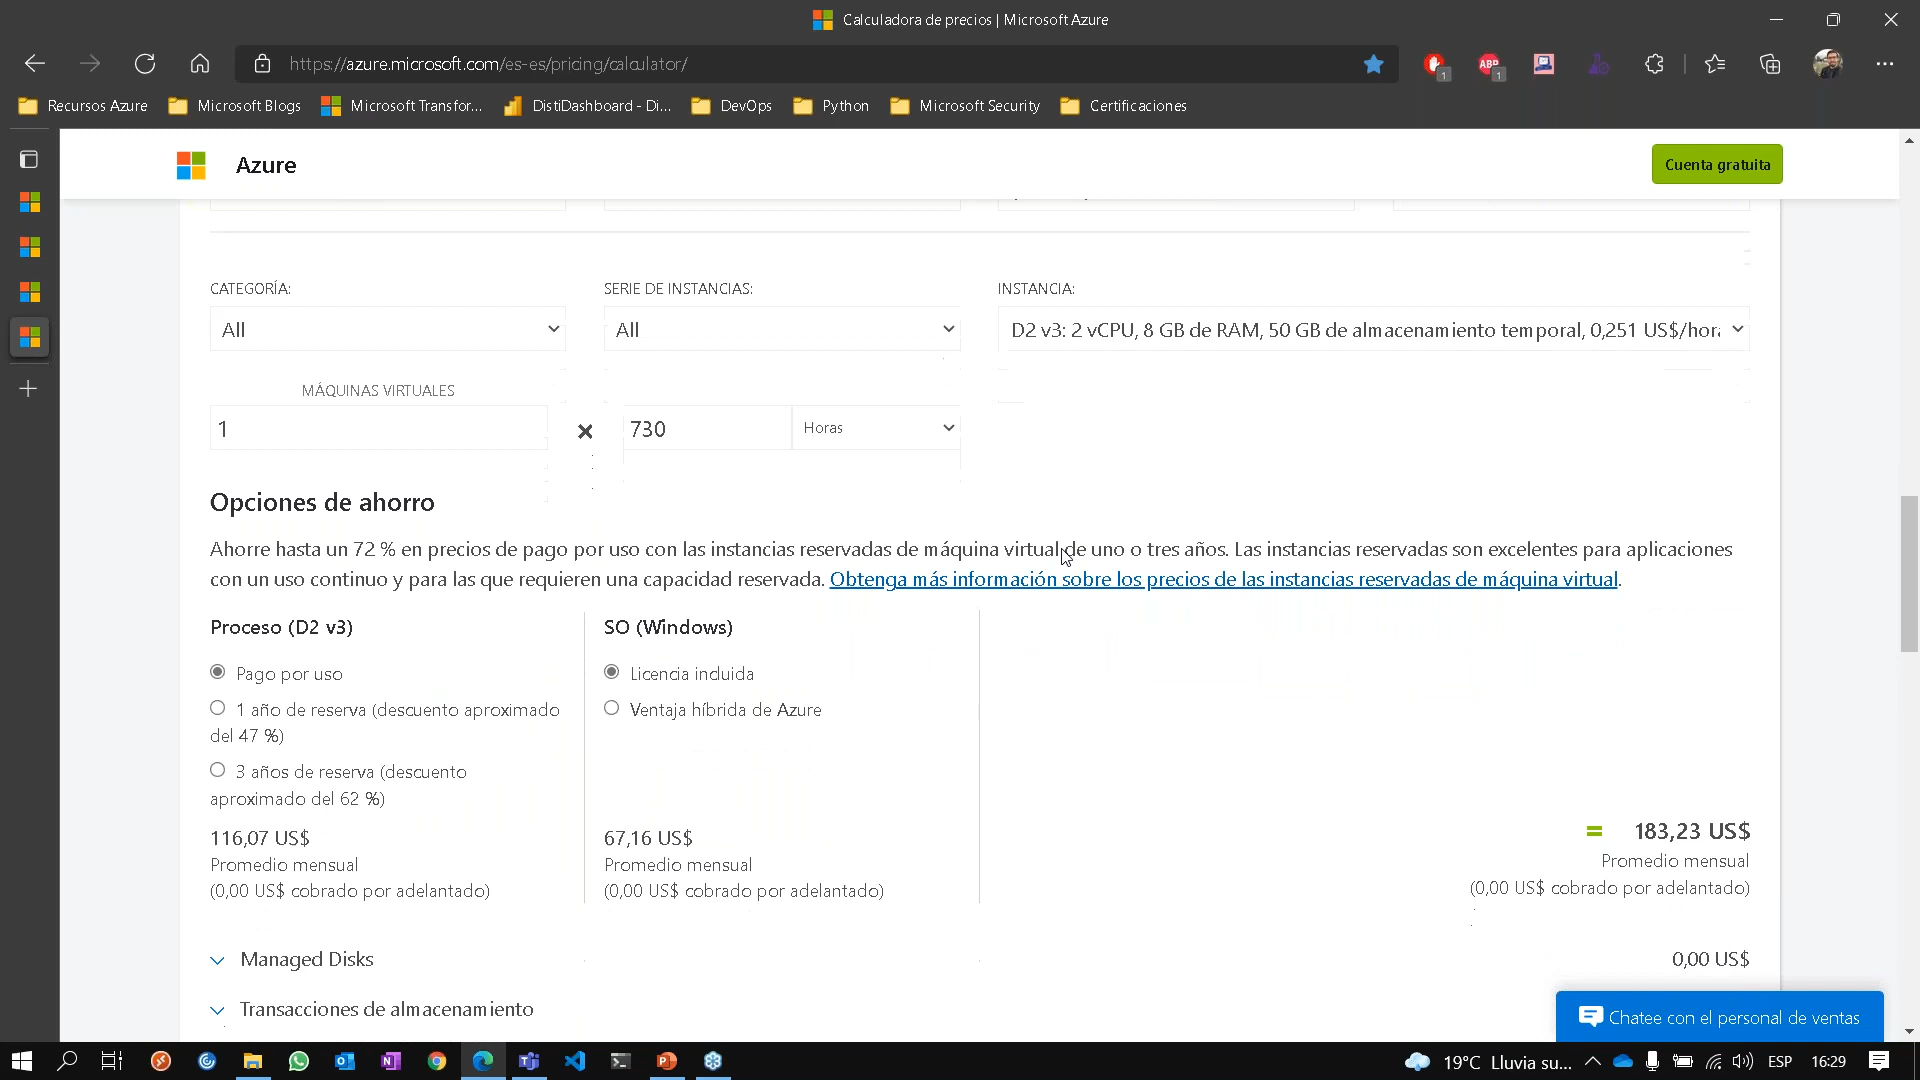 Calculadora de precios | Microsoft Azure
https://azure.microsoft.com/es-es/pricing/calculator/
1
ABP
1
Recursos Azure
Microsoft Blogs
Microsoft Transfor...
DistiDashboard - Di...
DevOps
Python
Microsoft Security
Certificaciones
Azure
Cuenta gratuita
CATEGORÍA:
SERIE DE INSTANCIAS:
INSTANCIA:
All
All
D2 v3: 2 vCPU, 8 GB de RAM, 50 GB de almacenamiento temporal, 0,251 US$/hora
MÁQUINAS VIRTUALES
1
730
Horas
Opciones de ahorro
Ahorre hasta un 72 % en precios de pago por uso con las instancias reservadas de máquina virtual de uno o tres años. Las instancias reservadas son excelentes para aplicaciones
con un uso continuo y para las que requieren una capacidad reservada. Obtenga más información sobre los precios de las instancias reservadas de máquina virtual.
Proceso (D2 v3)
SO (Windows)
Pago por uso
Licencia incluida
1 año de reserva (descuento aproximado
del 47 %)
Ventaja híbrida de Azure
3 años de reserva (descuento
aproximado del 62 %)
116,07 US$
67,16 US$
= 183,23 US$
Promedio mensual
Promedio mensual
Promedio mensual
(0,00 US$ cobrado por adelantado)
(0,00 US$ cobrado por adelantado)
(0,00 US$ cobrado por adelantado)
Managed Disks
0,00 US$
Transacciones de almacenamiento
Chatee con el personal de ventas
19°C Lluvia su...
ESP
16:29